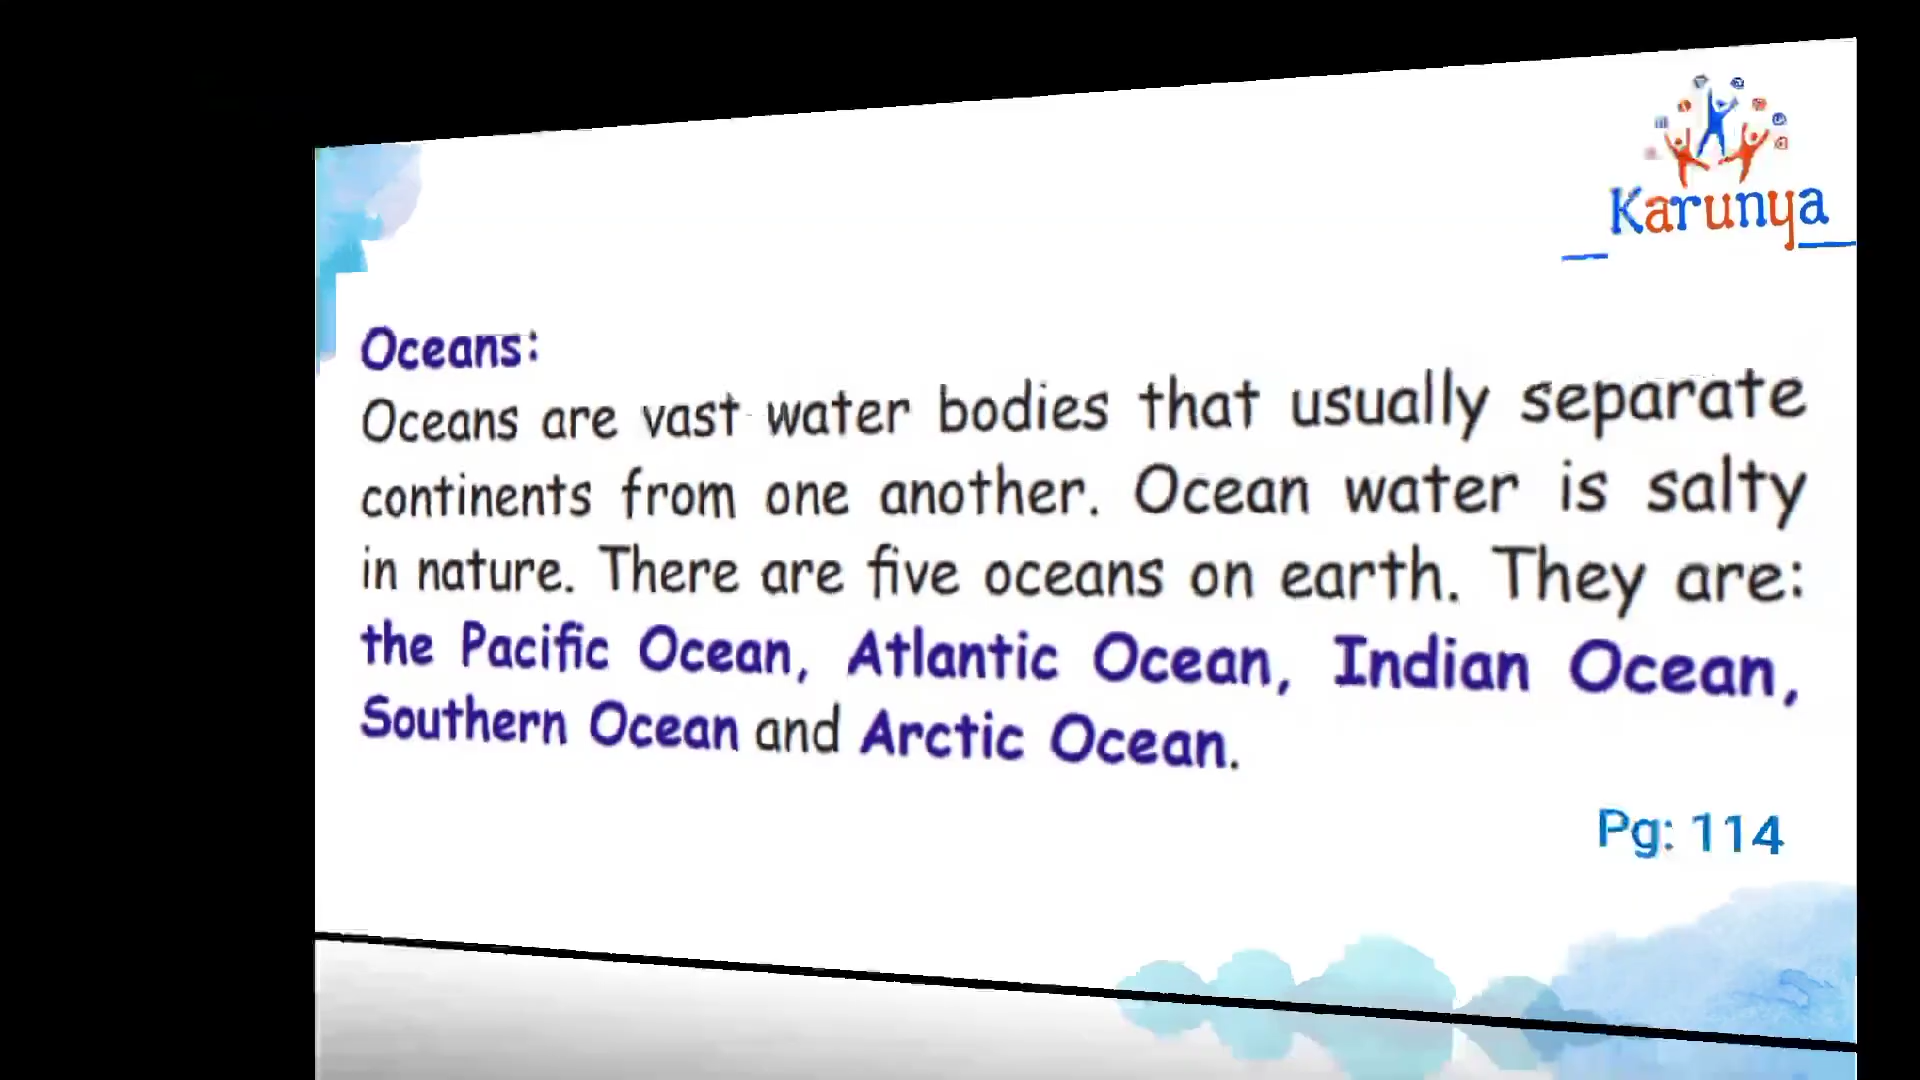 Karunya
Oceans:
Oceans are vast water bodies that usually separate
continents from one another. Ocean water is salty
in nature. There are five oceans on earth. They are:
the Pacific Ocean, Atlantic Ocean, Indian Ocean,
Southern Ocean and Arctic Ocean.
Pg: 114